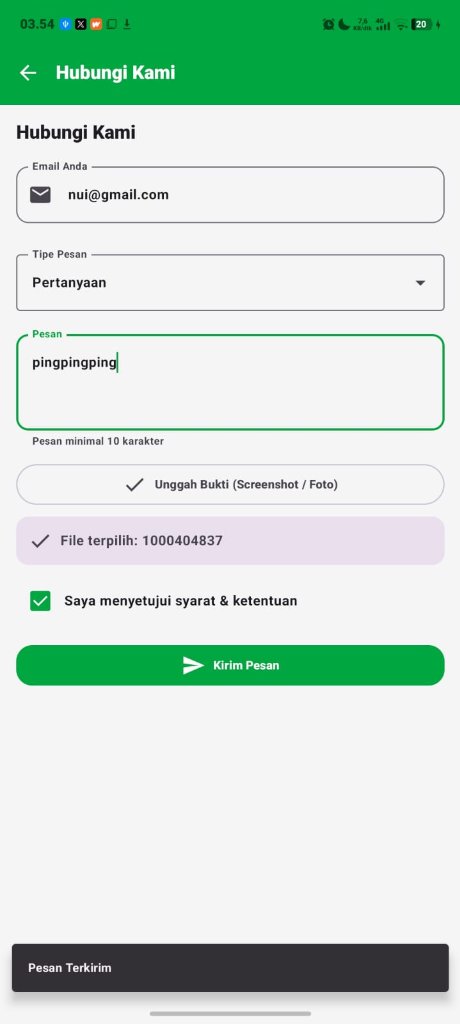 03.54
4G
20
Hubungi Kami
Hubungi Kami
Email Anda
nui@gmail.com
Tipe Pesan
Pertanyaan
Pesan
pingpingping
Pesan minimal 10 karakter
Unggah Bukti (Screenshot / Foto)
File terpilih: 1000404837
Saya menyetujui syarat & ketentuan
Kirim Pesan
Pesan Terkirim